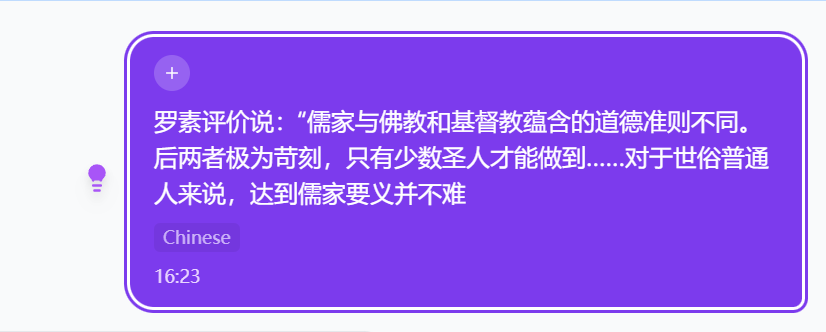 +
罗素评价说：“儒家与佛教和基督教蕴含的道德准则不同。
后两者极为苛刻，只有少数圣人才能做到......对于世俗普通
人来说，达到儒家要义并不难
Chinese
16:23